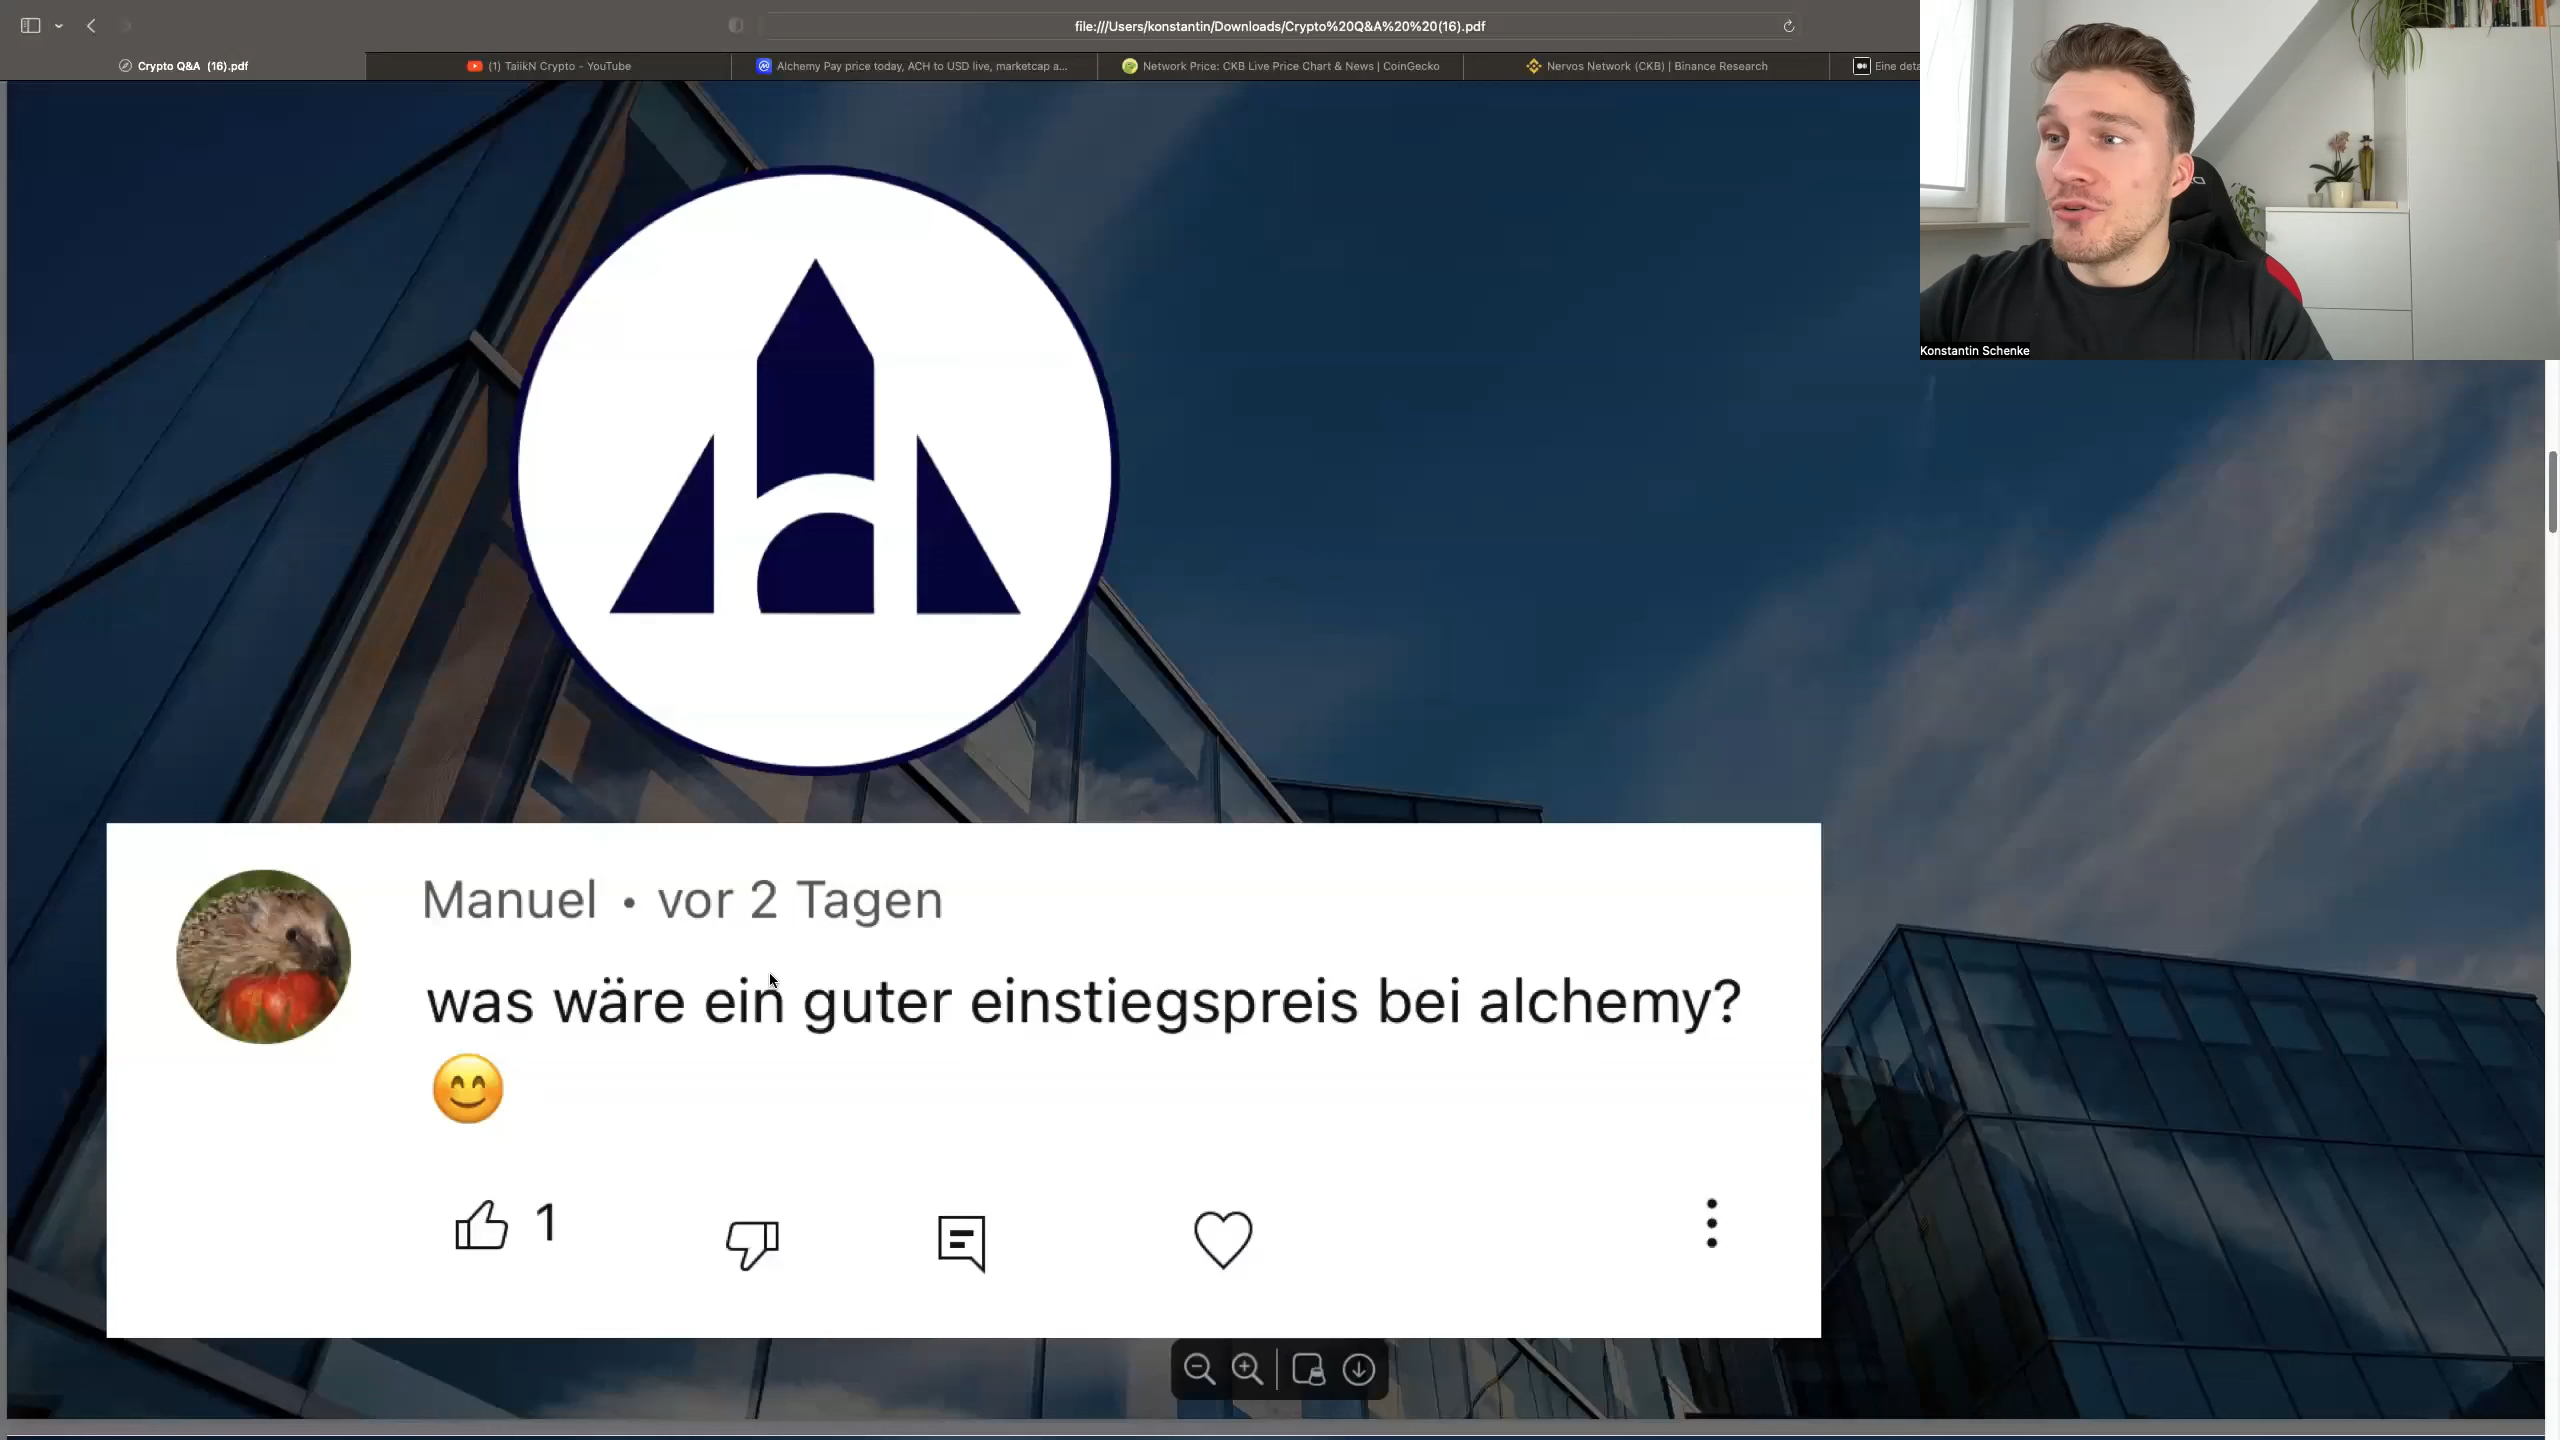 file:///Users/konstantin/Downloads/Crypto%20Q&A%20%20(16).pdf
Crypto Q&A (16).pdf
(1) TaiikN Crypto - YouTube
Alchemy Pay price today, ACH to USD live, marketcap a...
Network Price: CKB Live Price Chart & News | CoinGecko
Nervos Network (CKB) | Binance Research
Eine deta
Konstantin Schenke
Manuel • vor 2 Tagen
was wäre ein guter einstiegspreis bei alchemy?
😊
1